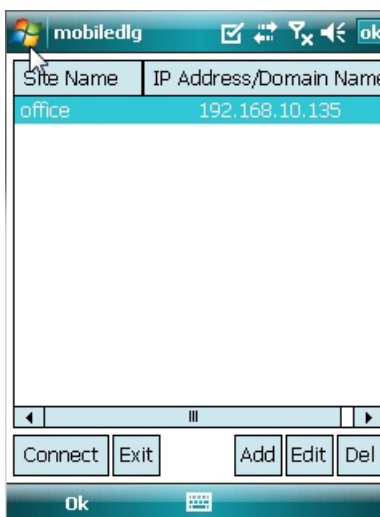 mobiledlg ok
Site Name IP Address/Domain Name
office 192.168.10.135
Connect Exit Add Edit Del
Ok